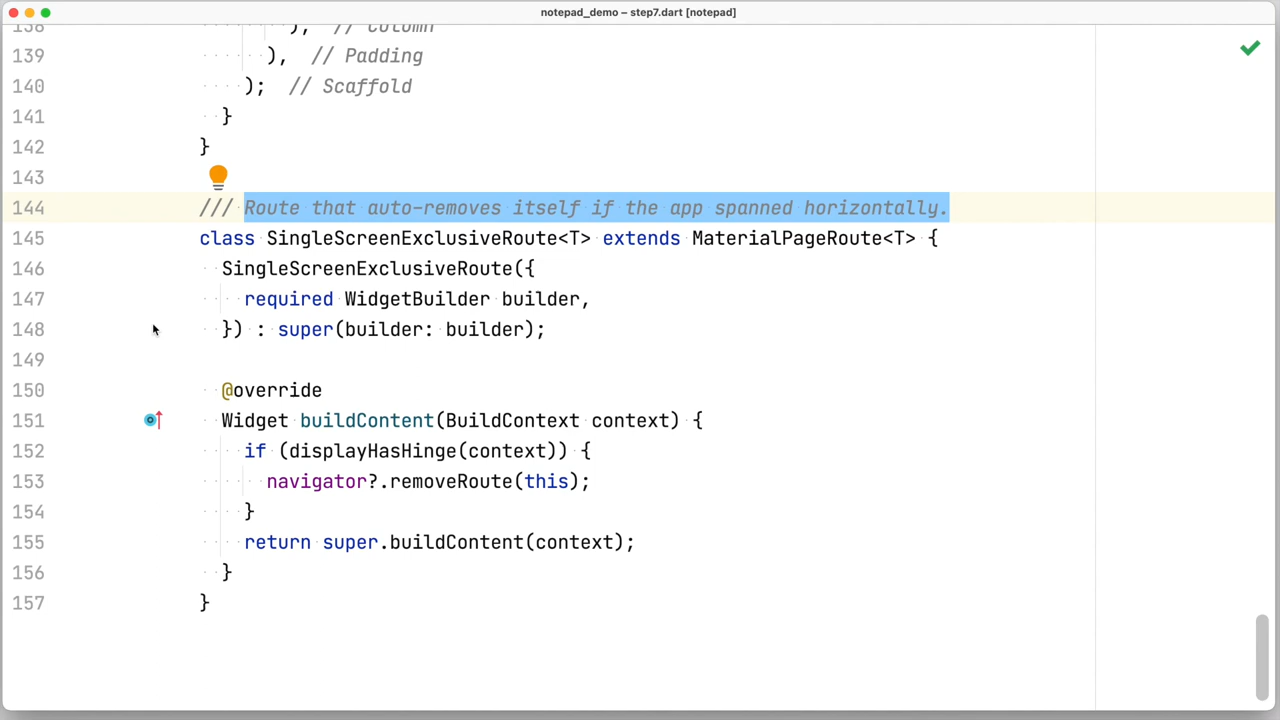 notepad_demo – step7.dart [notepad]
138 ), // Column
139 ), // Padding
140 ); // Scaffold
141 }
142 }
143
144 /// Route that auto-removes itself if the app spanned horizontally.
145 class SingleScreenExclusiveRoute<T> extends MaterialPageRoute<T> {
146 SingleScreenExclusiveRoute({
147 required WidgetBuilder builder,
148 }) : super(builder: builder);
149
150 @override
151 Widget buildContent(BuildContext context) {
152 if (displayHasHinge(context)) {
153 navigator?.removeRoute(this);
154 }
155 return super.buildContent(context);
156 }
157 }